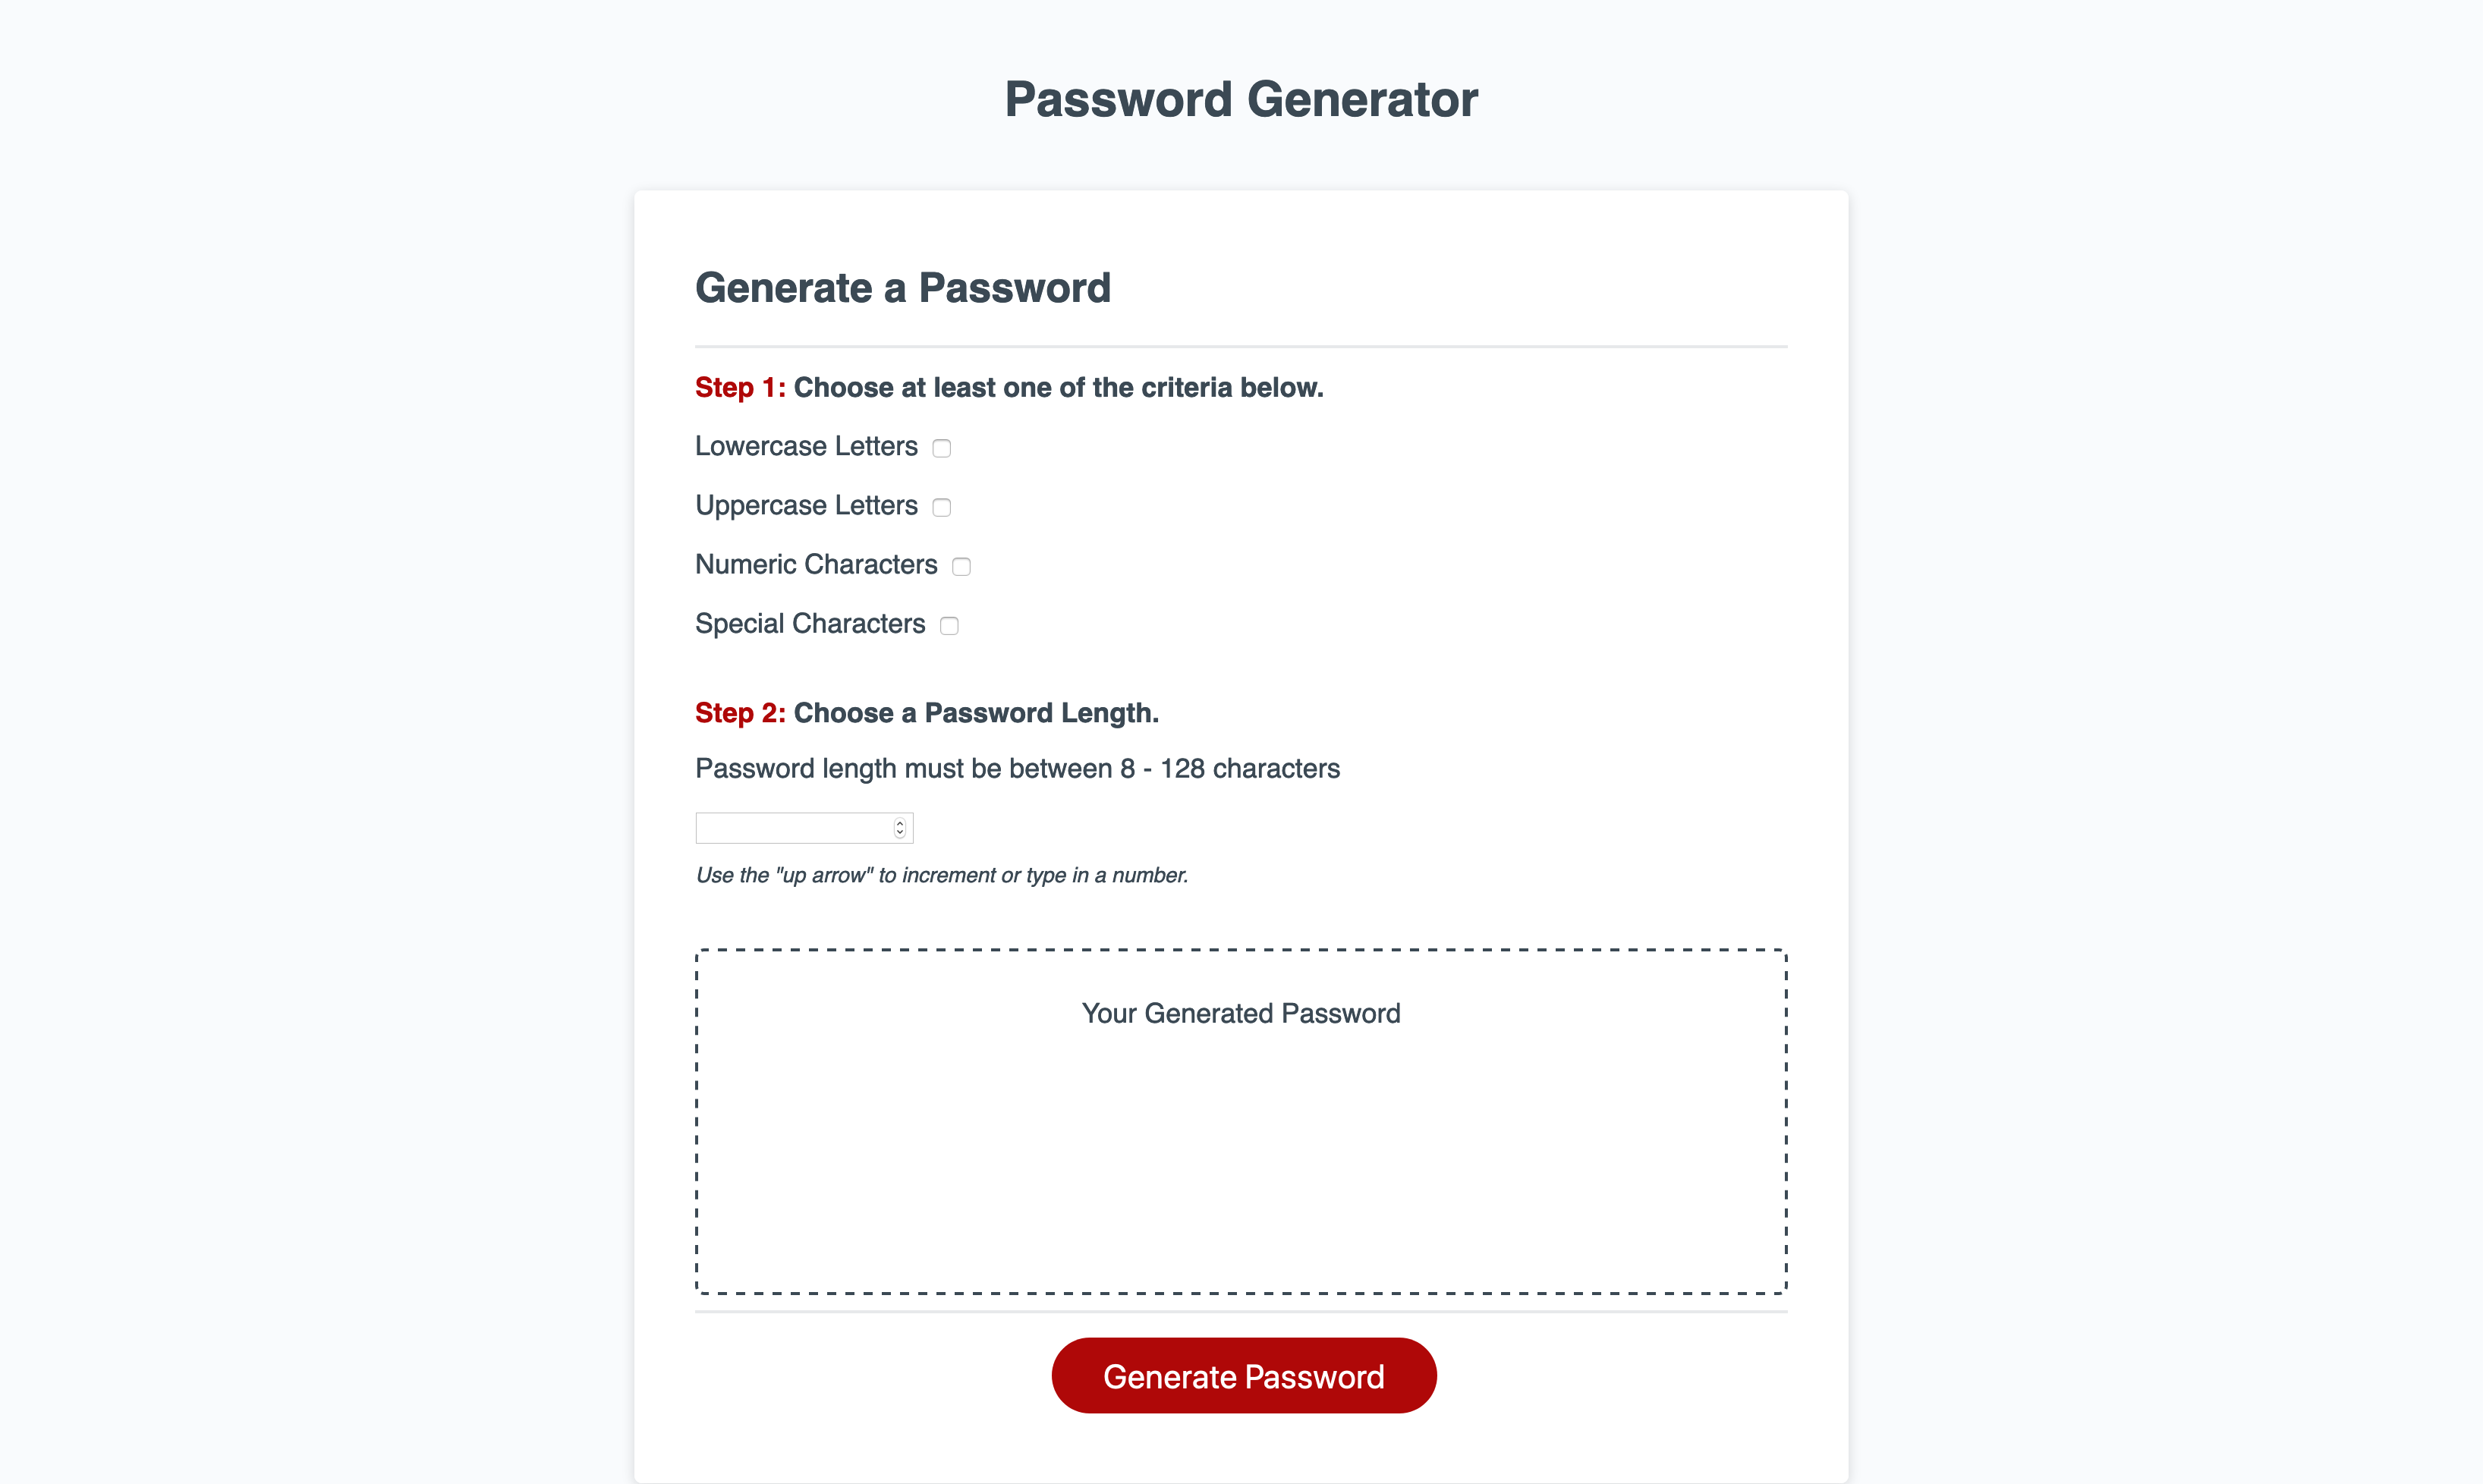 Password Generator
Generate a Password
Step 1: Choose at least one of the criteria below.
Lowercase Letters
Uppercase Letters
Numeric Characters
Special Characters
Step 2: Choose a Password Length.
Password length must be between 8 - 128 characters
Use the "up arrow" to increment or type in a number.
Your Generated Password
Generate Password